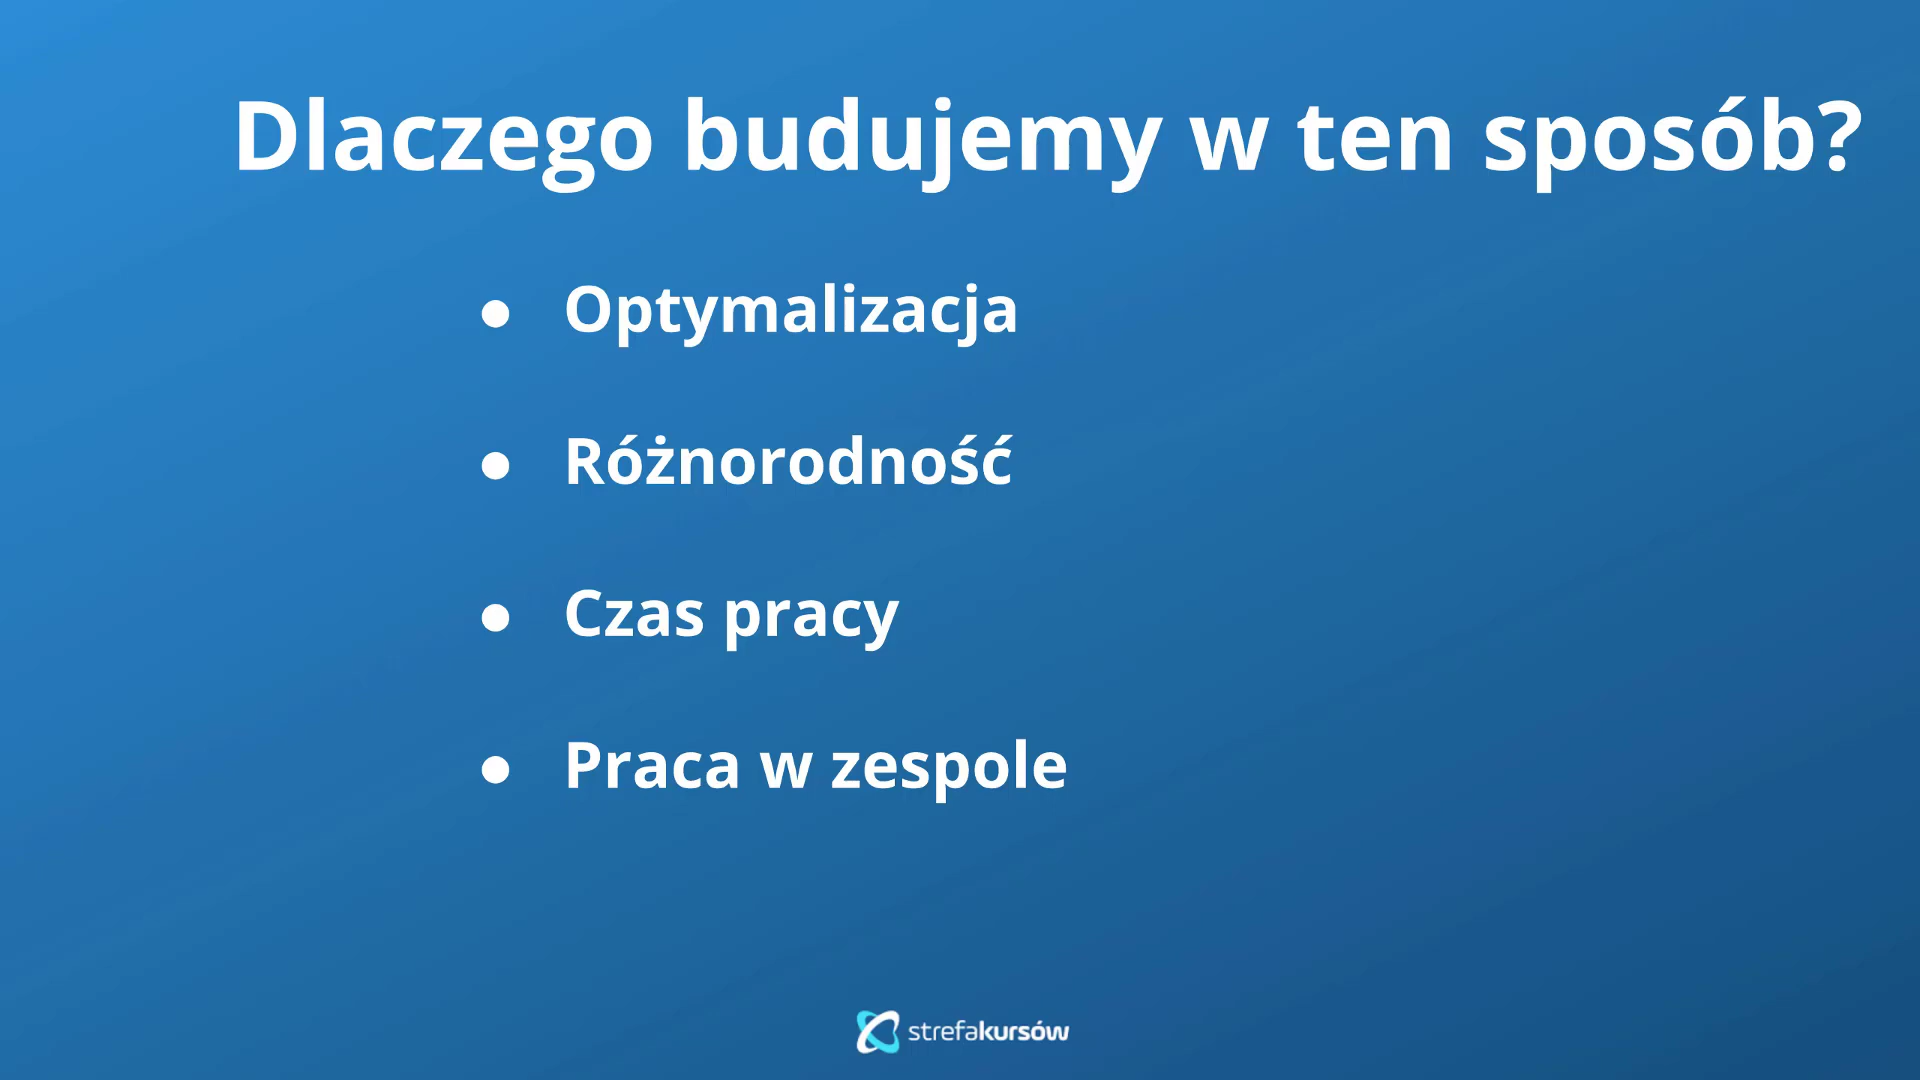 Dlaczego budujemy w ten sposób?
● Optymalizacja
● Różnorodność
● Czas pracy
● Praca w zespole
strefakursów